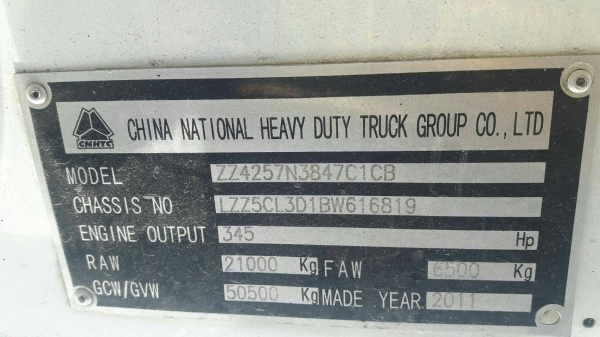 CNHTC
CHINA NATIONAL HEAVY DUTY TRUCK GROUP CO., LTD
MODEL ZZ4257N3847C1CB
CHASSIS NO LZZ5CL3D1BW616819
ENGINE OUTPUT 345 Hp
RAW 21000 Kg FAW 6500 Kg
GCW/GVW 50500 Kg MADE YEAR 2011